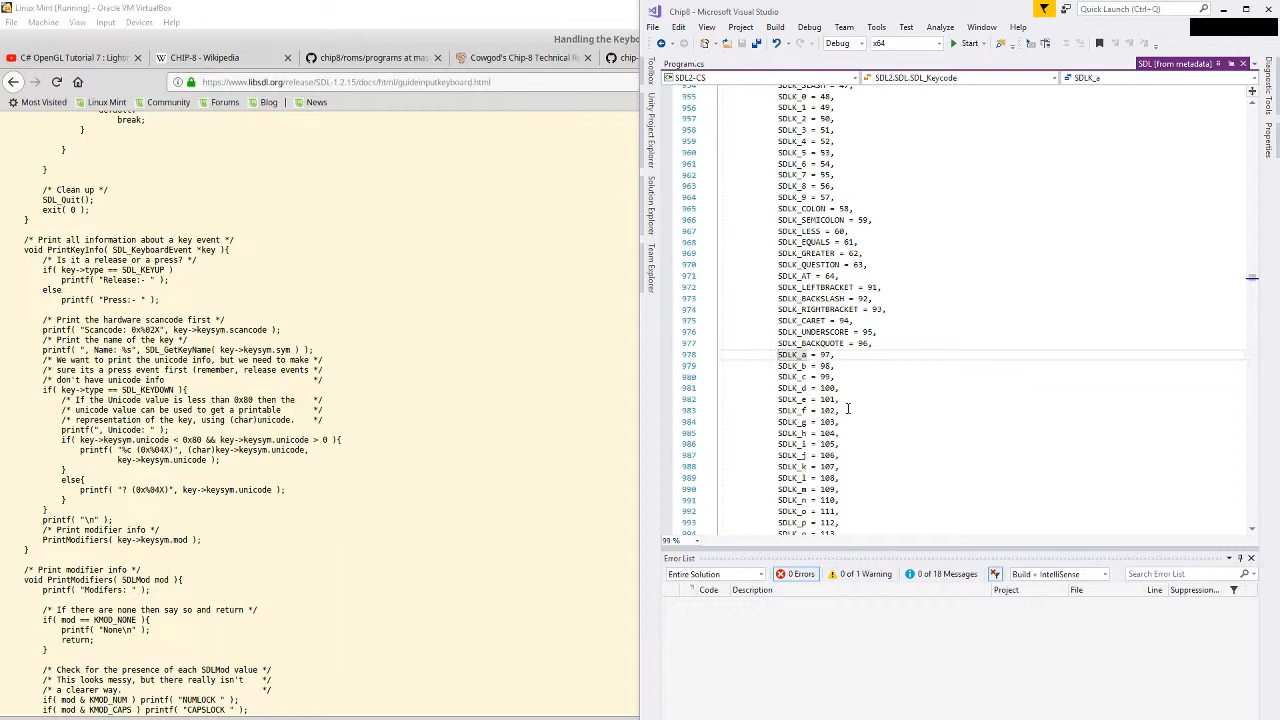 Linux Mint [Running] - Oracle VM VirtualBox
File Machine View Input Devices Help
Handling the Keybo
C# OpenGL Tutorial 7 : Lighti
CHIP-8 - Wikipedia
chip8/roms/programs at mast
Cowgod's Chip-8 Technical R
chip-
https://www.libsdl.org/release/SDL-1.2.15/docs/html/guideinputkeyboard.html
Most Visited Linux Mint Community Forums Blog News
break;
}
}
}
/* Clean up */
SDL_Quit();
exit( 0 );
}
/* Print all information about a key event */
void PrintKeyInfo( SDL_KeyboardEvent *key ){
/* Is it a release or a press? */
if( key->type == SDL_KEYUP )
printf( "Release:- " );
else
printf( "Press:- " );
/* Print the hardware scancode first */
printf( "Scancode: 0x%02X", key->keysym.scancode );
/* Print the name of the key */
printf( ", Name: %s", SDL_GetKeyName( key->keysym.sym ) );
/* We want to print the unicode info, but we need to make */
/* sure its a press event first (remember, release events */
/* don't have unicode info */
if( key->type == SDL_KEYDOWN ){
/* If the Unicode value is less than 0x80 then the */
/* unicode value can be used to get a printable */
/* representation of the key, using (char)unicode. */
printf(", Unicode: " );
if( key->keysym.unicode < 0x80 && key->keysym.unicode > 0 ){
printf( "%c (0x%04X)", (char)key->keysym.unicode,
key->keysym.unicode );
}
else{
printf( "? (0x%04X)", key->keysym.unicode );
}
}
printf( "\n" );
/* Print modifier info */
PrintModifiers( key->keysym.mod );
}
/* Print modifier info */
void PrintModifiers( SDLMod mod ){
printf( "Modifers: " );
/* If there are none then say so and return */
if( mod == KMOD_NONE ){
printf( "None\n" );
return;
}
/* Check for the presence of each SDLMod value */
/* This looks messy, but there really isn't */
/* a clearer way. */
if( mod & KMOD_NUM ) printf( "NUMLOCK " );
if( mod & KMOD_CAPS ) printf( "CAPSLOCK " );
Chip8 - Microsoft Visual Studio
Quick Launch (Ctrl+Q)
File Edit View Project Build Debug Team Tools Test Analyze Window Help
Debug x64 Start
Program.cs
SDL [from metadata]
SDL2-CS SDL2.SDL.SDL_Keycode SDLK_a
Toolbox
Unity Project Explorer
Solution Explorer
Team Explorer
Diagnostic Tools
Properties
954 SDLK_SLASH = 47,
955 SDLK_0 = 48,
956 SDLK_1 = 49,
957 SDLK_2 = 50,
958 SDLK_3 = 51,
959 SDLK_4 = 52,
960 SDLK_5 = 53,
961 SDLK_6 = 54,
962 SDLK_7 = 55,
963 SDLK_8 = 56,
964 SDLK_9 = 57,
965 SDLK_COLON = 58,
966 SDLK_SEMICOLON = 59,
967 SDLK_LESS = 60,
968 SDLK_EQUALS = 61,
969 SDLK_GREATER = 62,
970 SDLK_QUESTION = 63,
971 SDLK_AT = 64,
972 SDLK_LEFTBRACKET = 91,
973 SDLK_BACKSLASH = 92,
974 SDLK_RIGHTBRACKET = 93,
975 SDLK_CARET = 94,
976 SDLK_UNDERSCORE = 95,
977 SDLK_BACKQUOTE = 96,
978 SDLK_a = 97,
979 SDLK_b = 98,
980 SDLK_c = 99,
981 SDLK_d = 100,
982 SDLK_e = 101,
983 SDLK_f = 102,
984 SDLK_g = 103,
985 SDLK_h = 104,
986 SDLK_i = 105,
987 SDLK_j = 106,
988 SDLK_k = 107,
989 SDLK_l = 108,
990 SDLK_m = 109,
991 SDLK_n = 110,
992 SDLK_o = 111,
993 SDLK_p = 112,
994 SDLK_q = 113,
99 %
Error List
Entire Solution 0 Errors 0 of 1 Warning 0 of 18 Messages Build + IntelliSense Search Error List
Code Description Project File Line Suppression...